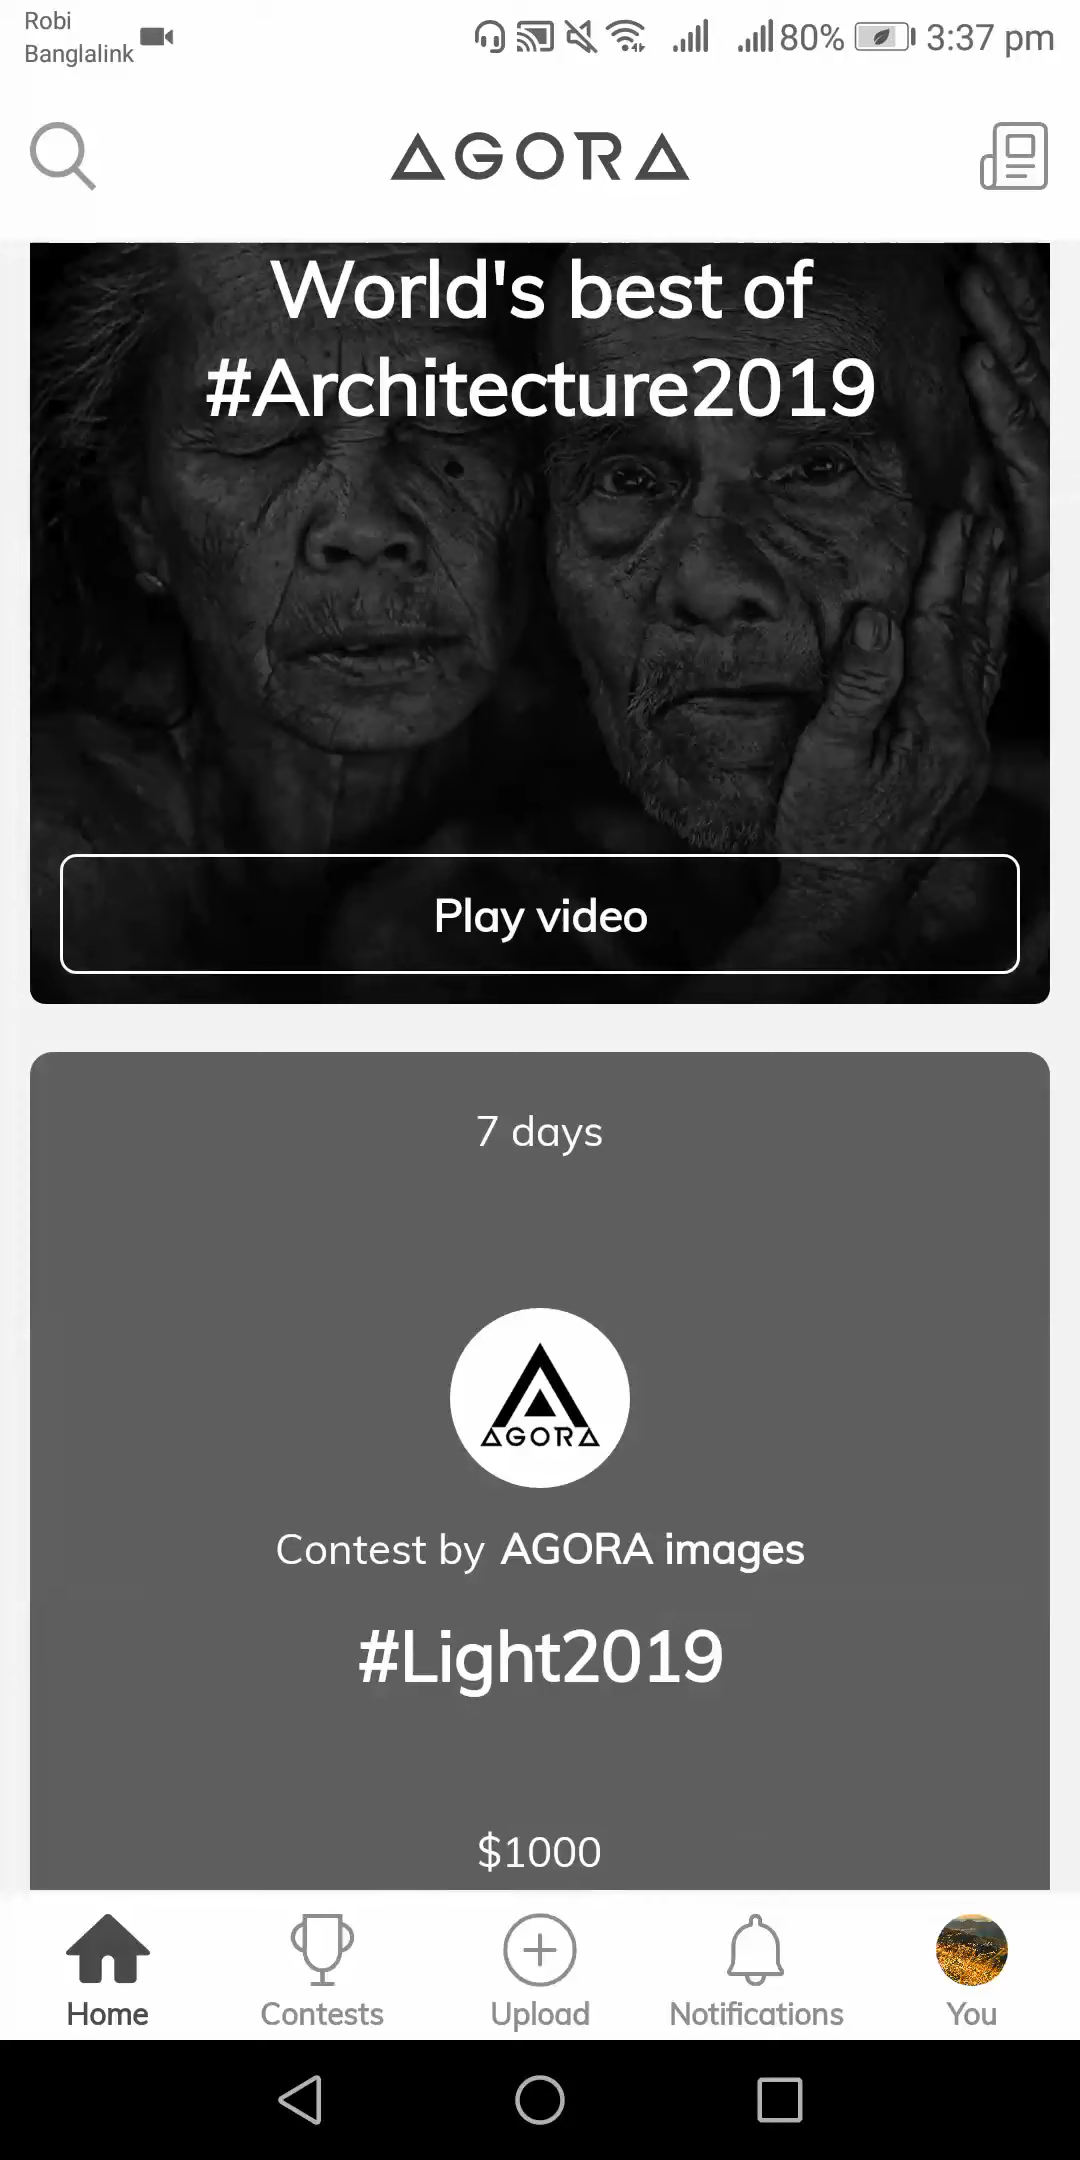 Robi
Banglalink
80%
3:37 pm
AGORA
World's best of
#Architecture2019
Play video
7 days
AGORA
Contest by AGORA images
#Light2019
$1000
Home
Contests
Upload
Notifications
You